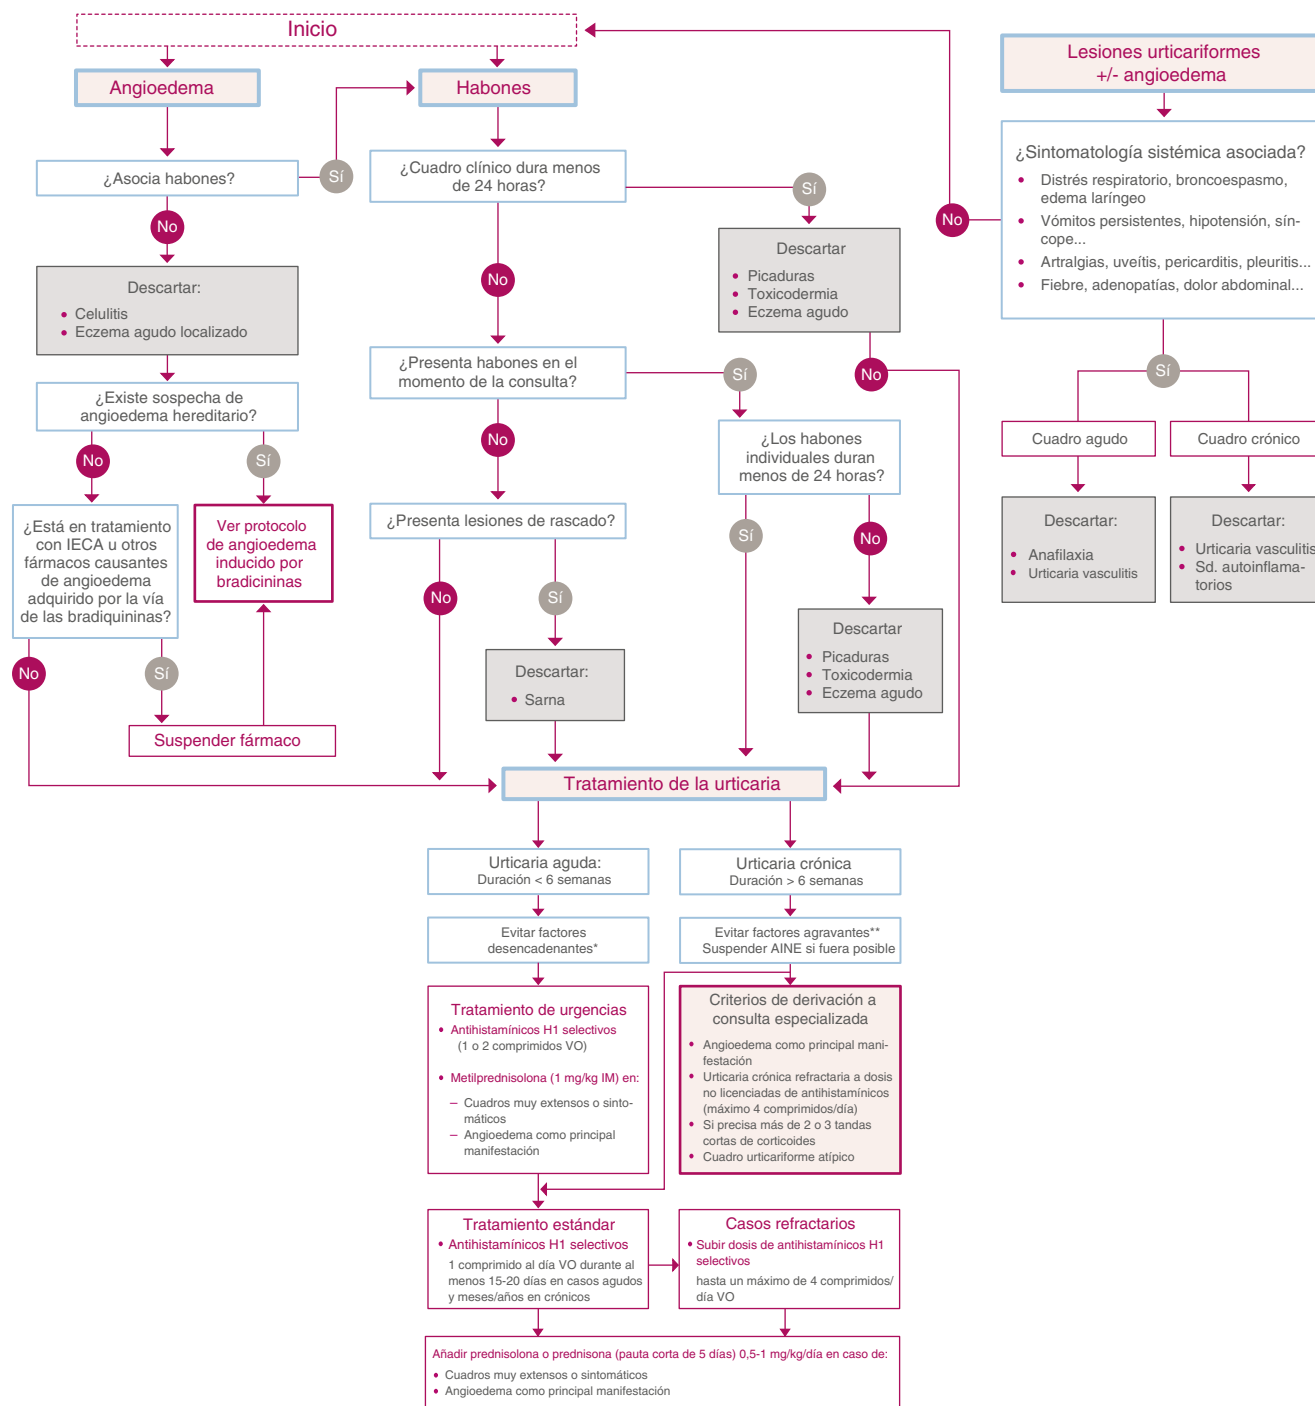 Inicio
Angioedema
Habones
Lesiones urticariformes
+/- angioedema
¿Asocia habones?
Sí
No
¿Cuadro clínico dura menos
de 24 horas?
Sí
No
¿Sintomatología sistémica asociada?
• Distrés respiratorio, broncoespasmo,
edema laríngeo
• Vómitos persistentes, hipotensión, sín-
cope...
• Artralgias, uveítis, pericarditis, pleuritis...
• Fiebre, adenopatías, dolor abdominal...
No
Sí
Descartar:
• Celulitis
• Eczema agudo localizado
Descartar
• Picaduras
• Toxicodermia
• Eczema agudo
No
¿Existe sospecha de
angioedema hereditario?
No
Sí
¿Presenta habones en el
momento de la consulta?
Sí
No
¿Los habones
individuales duran
menos de 24 horas?
Sí
No
Cuadro agudo
Cuadro crónico
Descartar:
• Anafilaxia
• Urticaria vasculitis
Descartar:
• Urticaria vasculitis
• Sd. autoinflama-
torios
¿Está en tratamiento
con IECA u otros
fármacos causantes
de angioedema
adquirido por la vía
de las bradiquininas?
No
Sí
Ver protocolo
de angioedema
inducido por
bradicininas
Suspender fármaco
¿Presenta lesiones de rascado?
No
Sí
Descartar:
• Sarna
Descartar
• Picaduras
• Toxicodermia
• Eczema agudo
Tratamiento de la urticaria
Urticaria aguda:
Duración < 6 semanas
Urticaria crónica
Duración > 6 semanas
Evitar factores
desencadenantes*
Evitar factores agravantes**
Suspender AINE si fuera posible
Tratamiento de urgencias
• Antihistamínicos H1 selectivos
(1 o 2 comprimidos VO)
• Metilprednisolona (1 mg/kg IM) en:
– Cuadros muy extensos o sinto-
máticos
– Angioedema como principal
manifestación
Criterios de derivación a
consulta especializada
• Angioedema como principal mani-
festación
• Urticaria crónica refractaria a dosis
no licenciadas de antihistamínicos
(máximo 4 comprimidos/día)
• Si precisa más de 2 o 3 tandas
cortas de corticoides
• Cuadro urticariforme atípico
Tratamiento estándar
• Antihistamínicos H1 selectivos
1 comprimido al día VO durante al
menos 15-20 días en casos agudos
y meses/años en crónicos
Casos refractarios
• Subir dosis de antihistamínicos H1
selectivos
hasta un máximo de 4 comprimidos/
día VO
Añadir prednisolona o prednisona (pauta corta de 5 días) 0,5-1 mg/kg/día en caso de:
• Cuadros muy extensos o sintomáticos
• Angioedema como principal manifestación